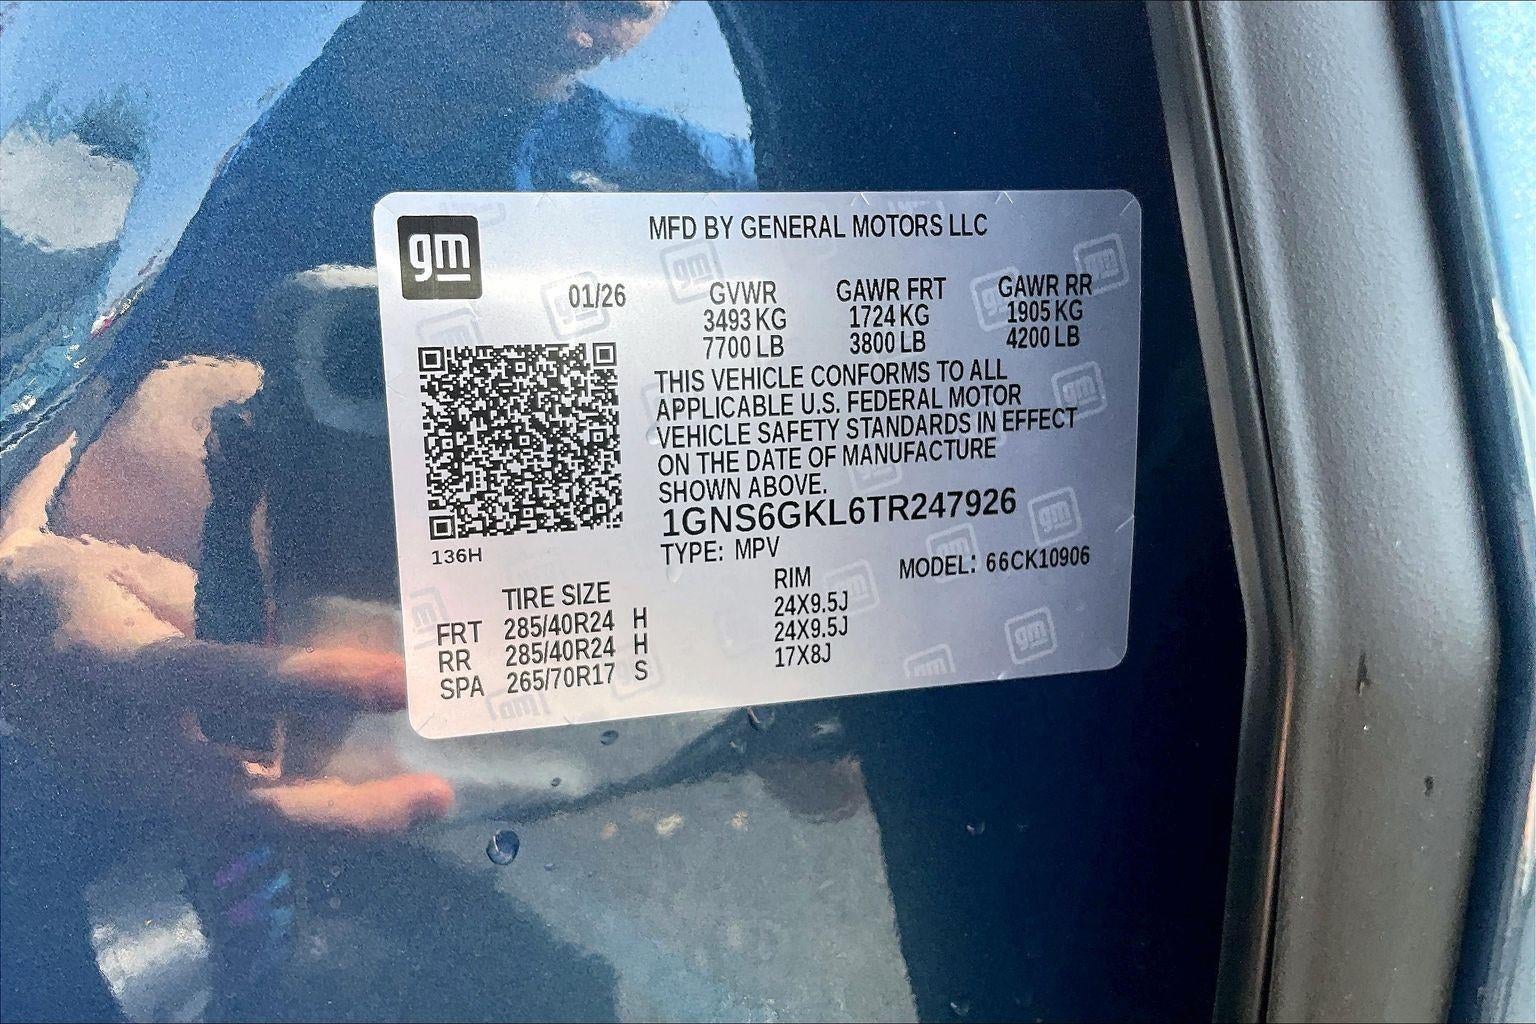 gm
MFD BY GENERAL MOTORS LLC
01/26 GVWR GAWR FRT GAWR RR
3493 KG 1724 KG 1905 KG
7700 LB 3800 LB 4200 LB
THIS VEHICLE CONFORMS TO ALL
APPLICABLE U.S. FEDERAL MOTOR
VEHICLE SAFETY STANDARDS IN EFFECT
ON THE DATE OF MANUFACTURE
SHOWN ABOVE.
1GNS6GKL6TR247926
136H
TYPE: MPV
MODEL: 66CK10906
TIRE SIZE RIM
FRT 285/40R24 H 24X9.5J
RR 285/40R24 H 24X9.5J
SPA 265/70R17 S 17X8J